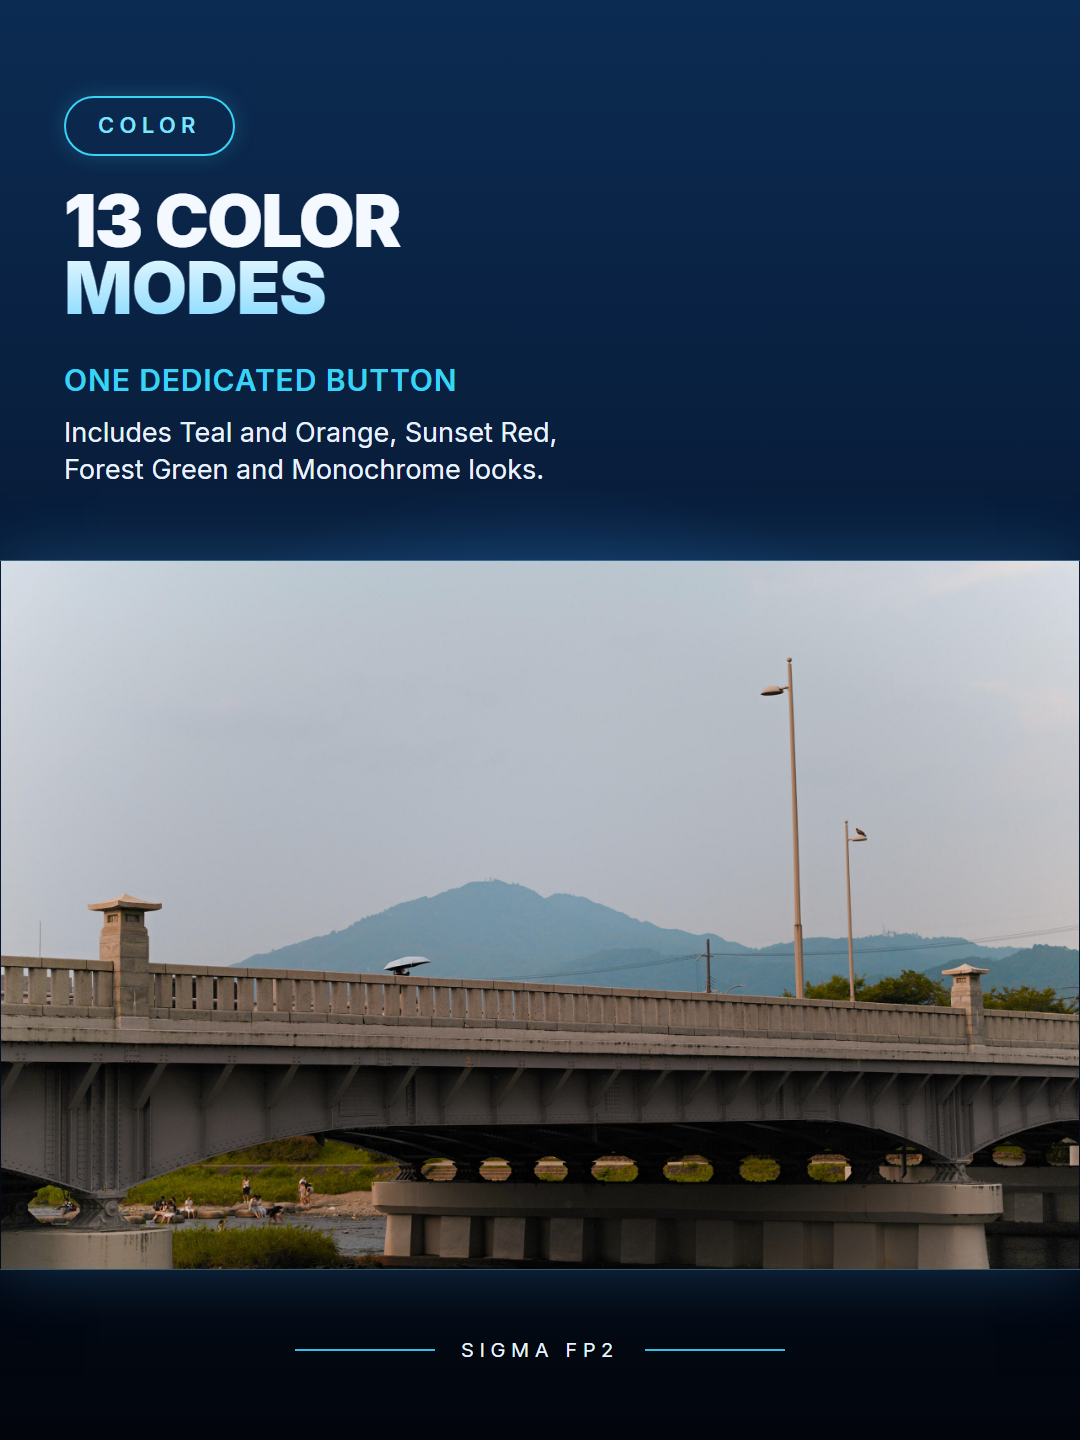 COLOR
13 COLOR
MODES
ONE DEDICATED BUTTON
Includes Teal and Orange, Sunset Red,
Forest Green and Monochrome looks.
SIGMA FP2